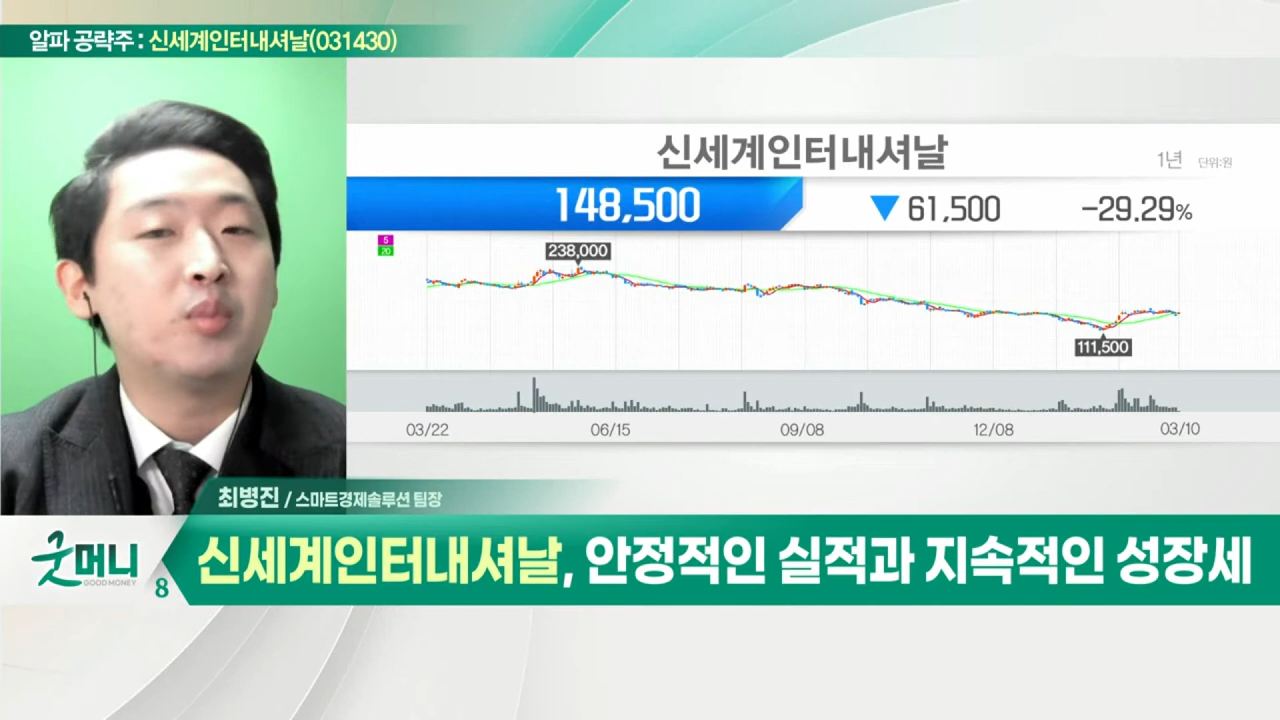 알파 공략주 : 신세계인터내셔날(031430)
신세계인터내셔날
1년 단위:원
148,500 ▼ 61,500 -29.29%
5
20
238,000
111,500
03/22 06/15 09/08 12/08 03/10
최병진 / 스마트경제솔루션 팀장
굿머니
GOOD MONEY
8
신세계인터내셔날, 안정적인 실적과 지속적인 성장세